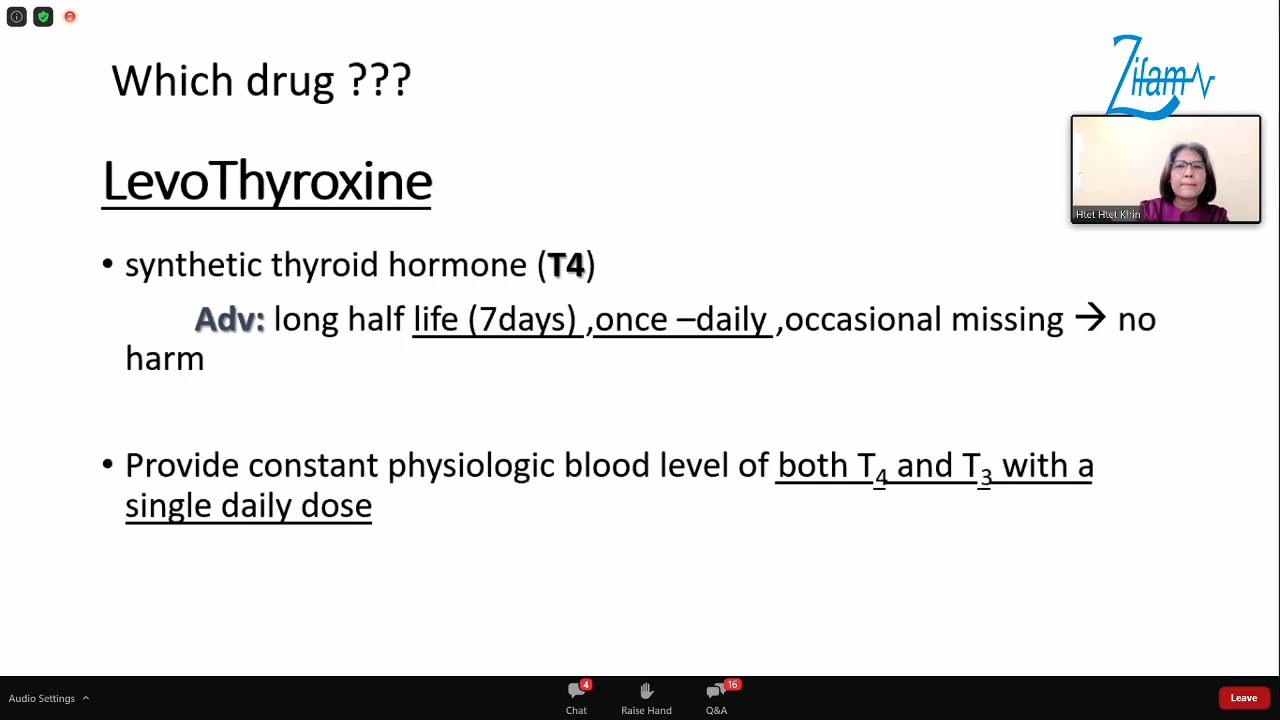 Which drug ???
Zifam
LevoThyroxine
Htet Htet Khin
• synthetic thyroid hormone (T4)
Adv: long half life (7days) ,once –daily ,occasional missing → no
harm
• Provide constant physiologic blood level of both T₄ and T₃ with a
single daily dose
Audio Settings
4
Chat
Raise Hand
16
Q&A
Leave